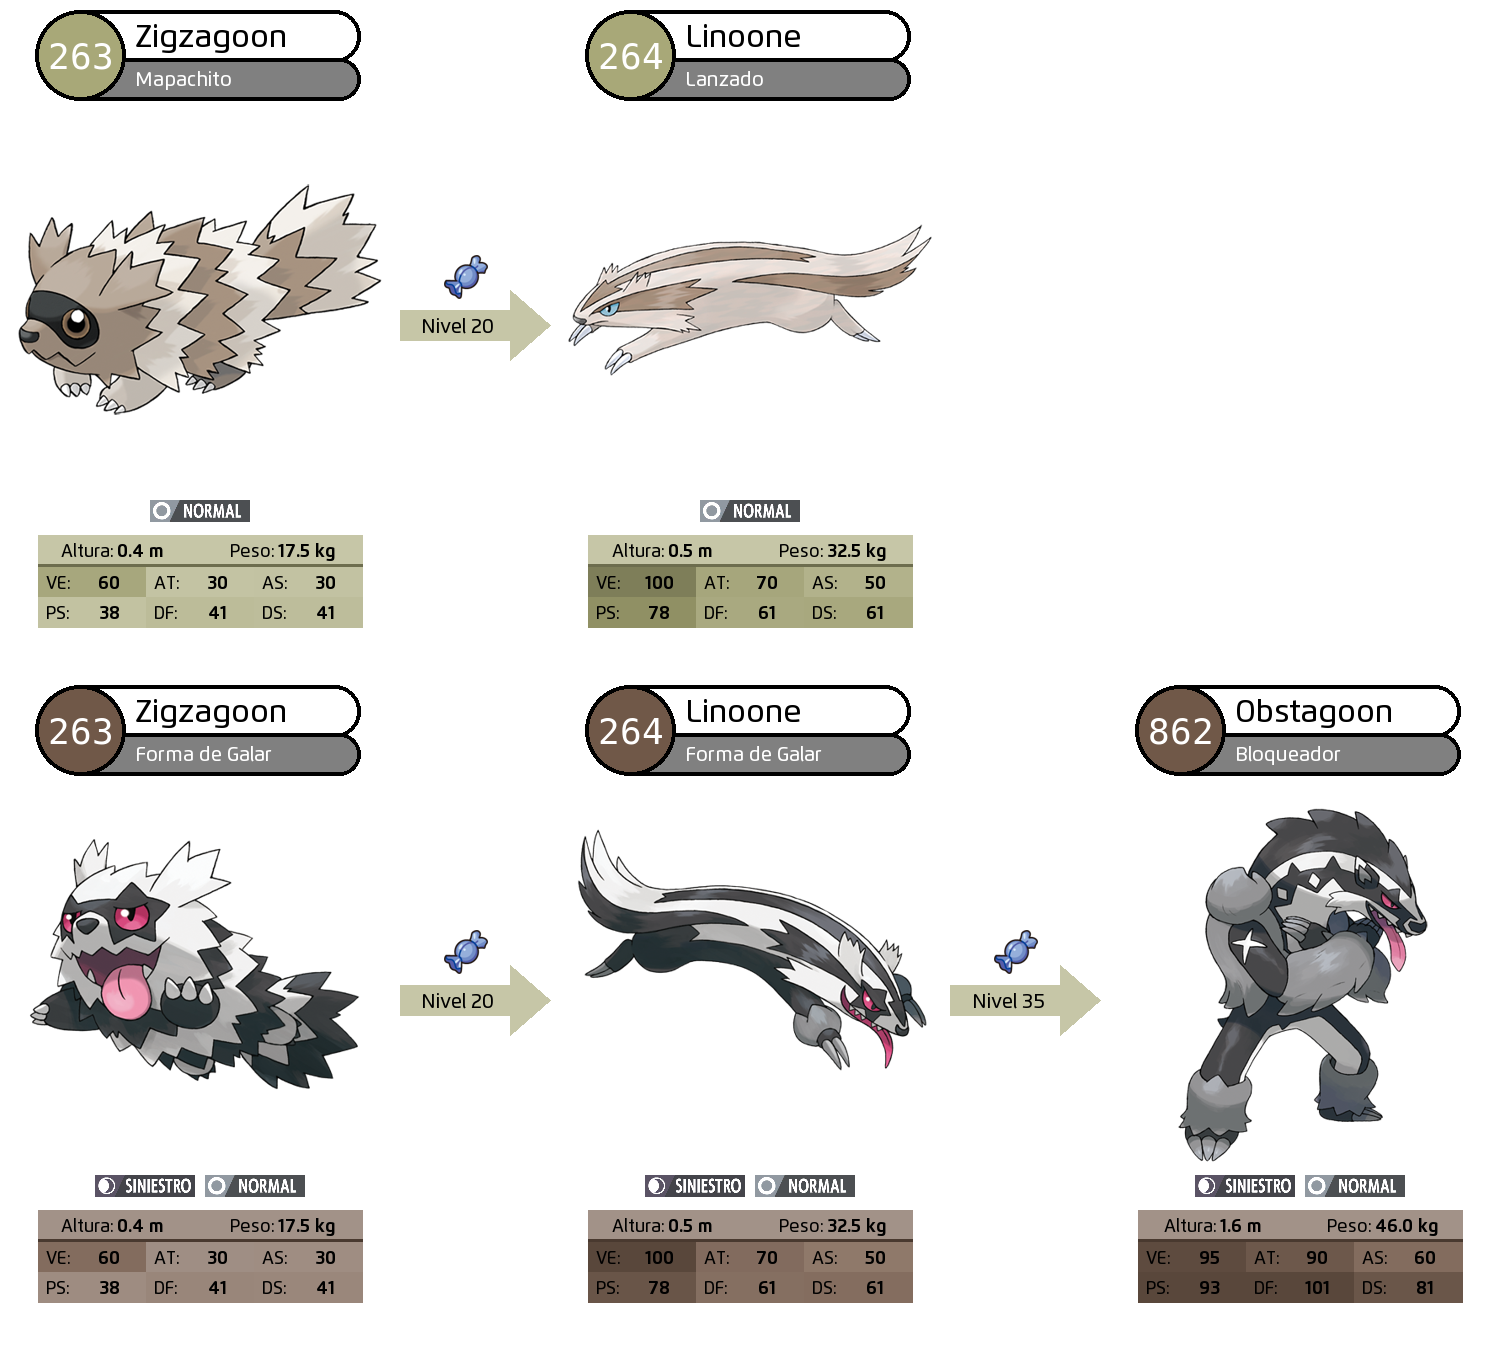 263 Zigzagoon
Mapachito
264 Linoone
Lanzado
Nivel 20
NORMAL
NORMAL
Altura: 0.4 m Peso: 17.5 kg
VE: 60 AT: 30 AS: 30
PS: 38 DF: 41 DS: 41
Altura: 0.5 m Peso: 32.5 kg
VE: 100 AT: 70 AS: 50
PS: 78 DF: 61 DS: 61
263 Zigzagoon
Forma de Galar
264 Linoone
Forma de Galar
862 Obstagoon
Bloqueador
Nivel 20
Nivel 35
SINIESTRO NORMAL
SINIESTRO NORMAL
SINIESTRO NORMAL
Altura: 0.4 m Peso: 17.5 kg
VE: 60 AT: 30 AS: 30
PS: 38 DF: 41 DS: 41
Altura: 0.5 m Peso: 32.5 kg
VE: 100 AT: 70 AS: 50
PS: 78 DF: 61 DS: 61
Altura: 1.6 m Peso: 46.0 kg
VE: 95 AT: 90 AS: 60
PS: 93 DF: 101 DS: 81